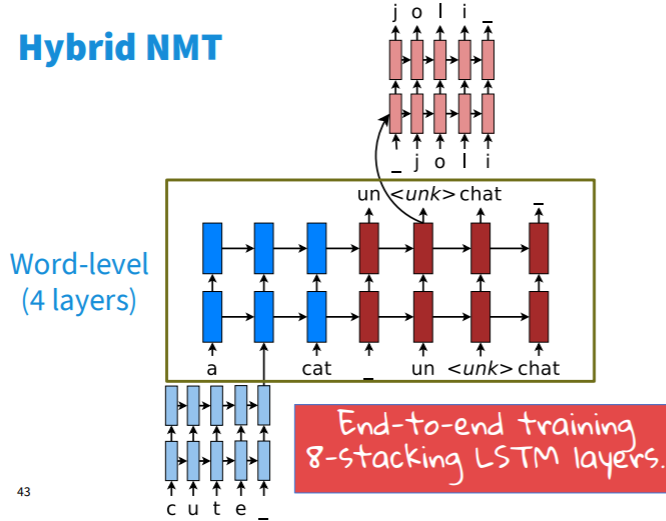 Hybrid NMT
j o l i _
_ j o l i
un <unk> chat
_
Word-level
(4 layers)
a cat _ un <unk> chat
End-to-end training
8-stacking LSTM layers.
43
c u t e _